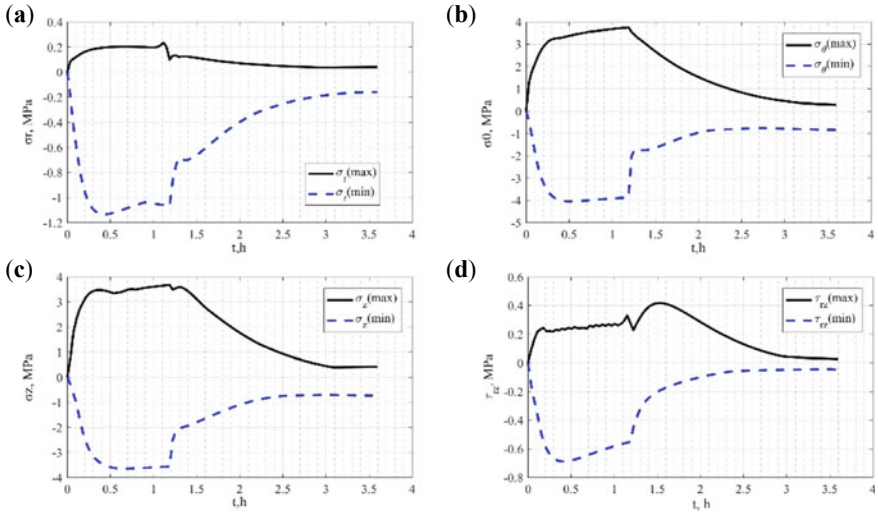 (a)
0.4
0.2
0
-0.2
-0.4
-0.6
-0.8
-1
-1.2
σr, MPa
σr(max)
σr(min)
0 0.5 1 1.5 2 2.5 3 3.5 4
t,h
(b)
4
3
2
1
0
-1
-2
-3
-4
-5
σ0, MPa
σθ(max)
σθ(min)
0 0.5 1 1.5 2 2.5 3 3.5 4
t,h
(c)
4
3
2
1
0
-1
-2
-3
-4
σz, MPa
σz(max)
σz(min)
0 0.5 1 1.5 2 2.5 3 3.5 4
t,h
(d)
0.6
0.4
0.2
0
-0.2
-0.4
-0.6
-0.8
τrz, MPa
τrz(max)
τrz(min)
0 0.5 1 1.5 2 2.5 3 3.5 4
t, h